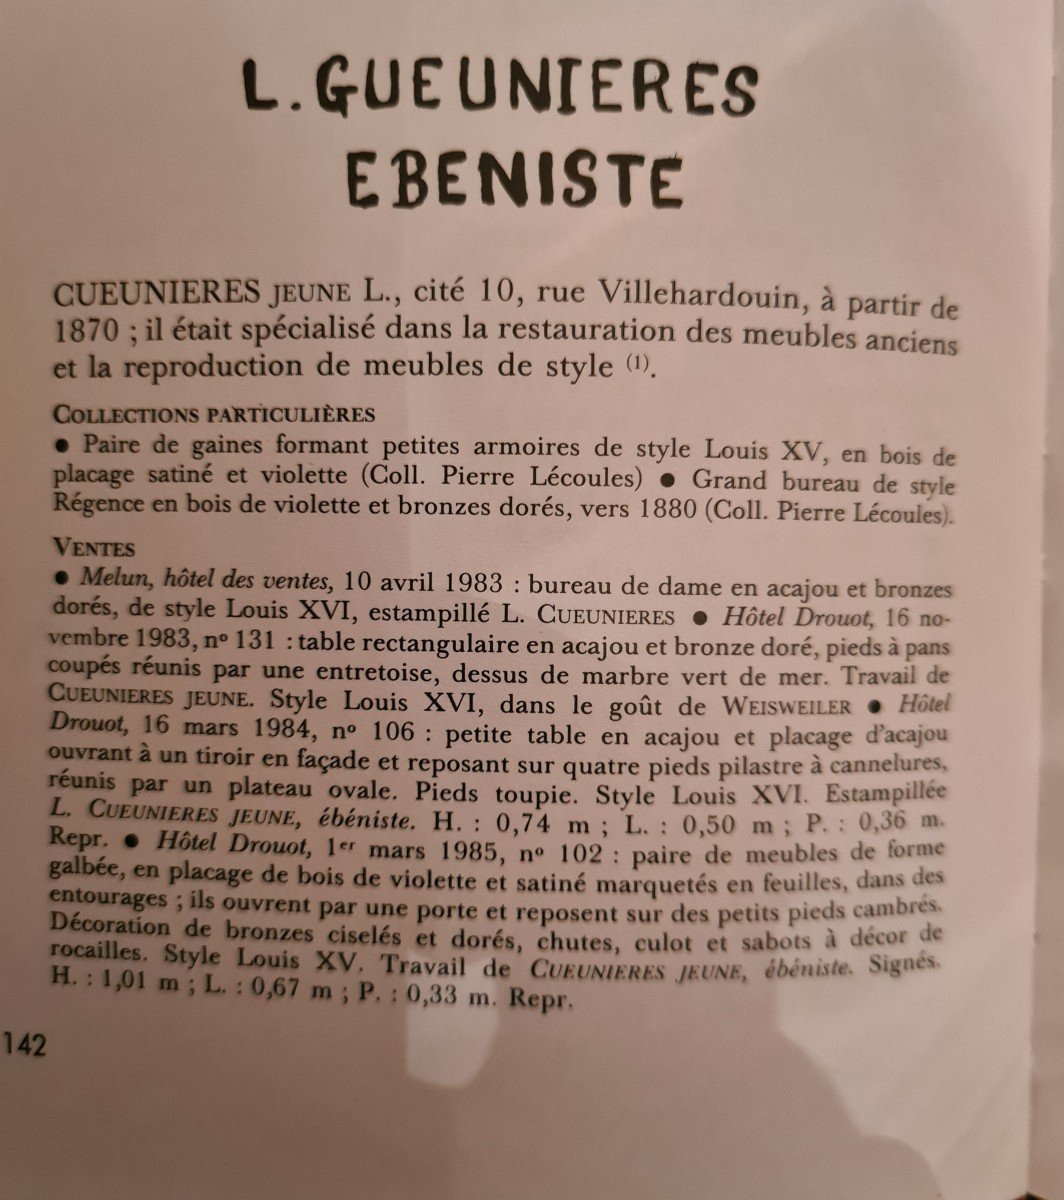 L. GUEUNIERES
EBENISTE
CUEUNIERES JEUNE L., cité 10, rue Villehardouin, à partir de
1870 ; il était spécialisé dans la restauration des meubles anciens
et la reproduction de meubles de style (1).
COLLECTIONS PARTICULIÈRES
● Paire de gaines formant petites armoires de style Louis XV, en bois de
placage satiné et violette (Coll. Pierre Lécoules) ● Grand bureau de style
Régence en bois de violette et bronzes dorés, vers 1880 (Coll. Pierre Lécoules).
VENTES
● Melun, hôtel des ventes, 10 avril 1983 : bureau de dame en acajou et bronzes
dorés, de style Louis XVI, estampillé L. CUEUNIERES ● Hôtel Drouot, 16 no-
vembre 1983, nº 131 : table rectangulaire en acajou et bronze doré, pieds à pans
coupés réunis par une entretoise, dessus de marbre vert de mer. Travail de
CUEUNIERES JEUNE. Style Louis XVI, dans le goût de WEISWEILER ● Hôtel
Drouot, 16 mars 1984, nº 106 : petite table en acajou et placage d'acajou
ouvrant à un tiroir en façade et reposant sur quatre pieds pilastre à cannelures,
réunis par un plateau ovale. Pieds toupie. Style Louis XVI. Estampillée
L. CUEUNIERES JEUNE, ébéniste. H. : 0,74 m ; L. : 0,50 m ; P. : 0,36 m.
Repr. ● Hôtel Drouot, 1er mars 1985, nº 102 : paire de meubles de forme
galbée, en placage de bois de violette et satiné marquetés en feuilles, dans des
entourages ; ils ouvrent par une porte et reposent sur des petits pieds cambrés.
Décoration de bronzes ciselés et dorés, chutes, culot et sabots à décor de
rocailles. Style Louis XV. Travail de CUEUNIERES JEUNE, ébéniste. Signés.
H. : 1,01 m ; L. : 0,67 m ; P. : 0,33 m. Repr.
142